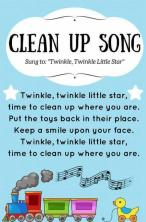 CLEAN UP SONG
Sung to: "Twinkle, Twinkle Little Star"
Twinkle, twinkle little star,
time to clean up where you are.
Put the toys back in their place.
Keep a smile upon your face.
Twinkle, twinkle little star,
time to clean up where you are.